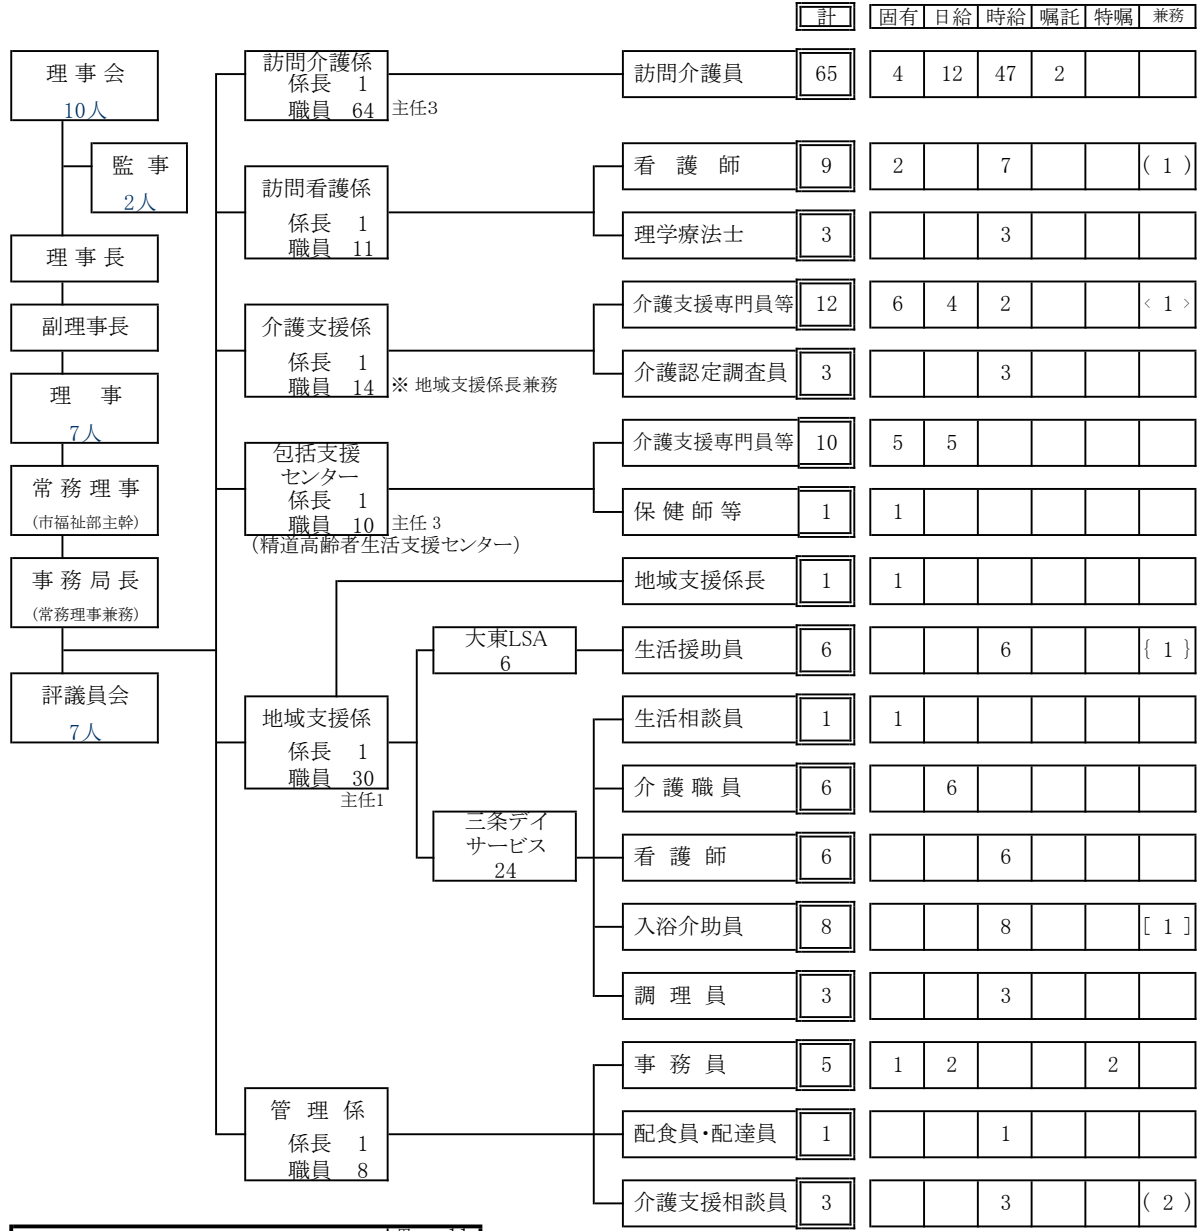 計 固有 日給 時給 嘱託 特嘱 兼務
理事会
10人
監事
2人
理事長
副理事長
理事
7人
常務理事
(市福祉部主幹)
事務局長
(常務理事兼務)
評議員会
7人
訪問介護係
係長 1
職員 64 主任3
訪問介護員 65 4 12 47 2
訪問看護係
係長 1
職員 11
看護師 9 2 7 ( 1 )
理学療法士 3 3
介護支援係
係長 1
職員 14 ※ 地域支援係長兼務
介護支援専門員等 12 6 4 2 < 1 >
介護認定調査員 3 3
包括支援
センター
係長 1
職員 10 主任 3
(精道高齢者生活支援センター)
介護支援専門員等 10 5 5
保健師等 1 1
地域支援係長 1 1
地域支援係
係長 1
職員 30
主任1
大東LSA
6
生活援助員 6 6 { 1 }
三条デイ
サービス
24
生活相談員 1 1
介護職員 6 6
看護師 6 6
入浴介助員 8 8 [ 1 ]
調理員 3 3
管理係
係長 1
職員 8
事務員 5 1 2 2
配食員・配達員 1 1
介護支援相談員 3 3 ( 2 )